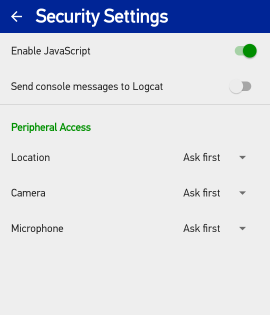 Security Settings
Enable JavaScript
Send console messages to Logcat
Peripheral Access
Location Ask first
Camera Ask first
Microphone Ask first